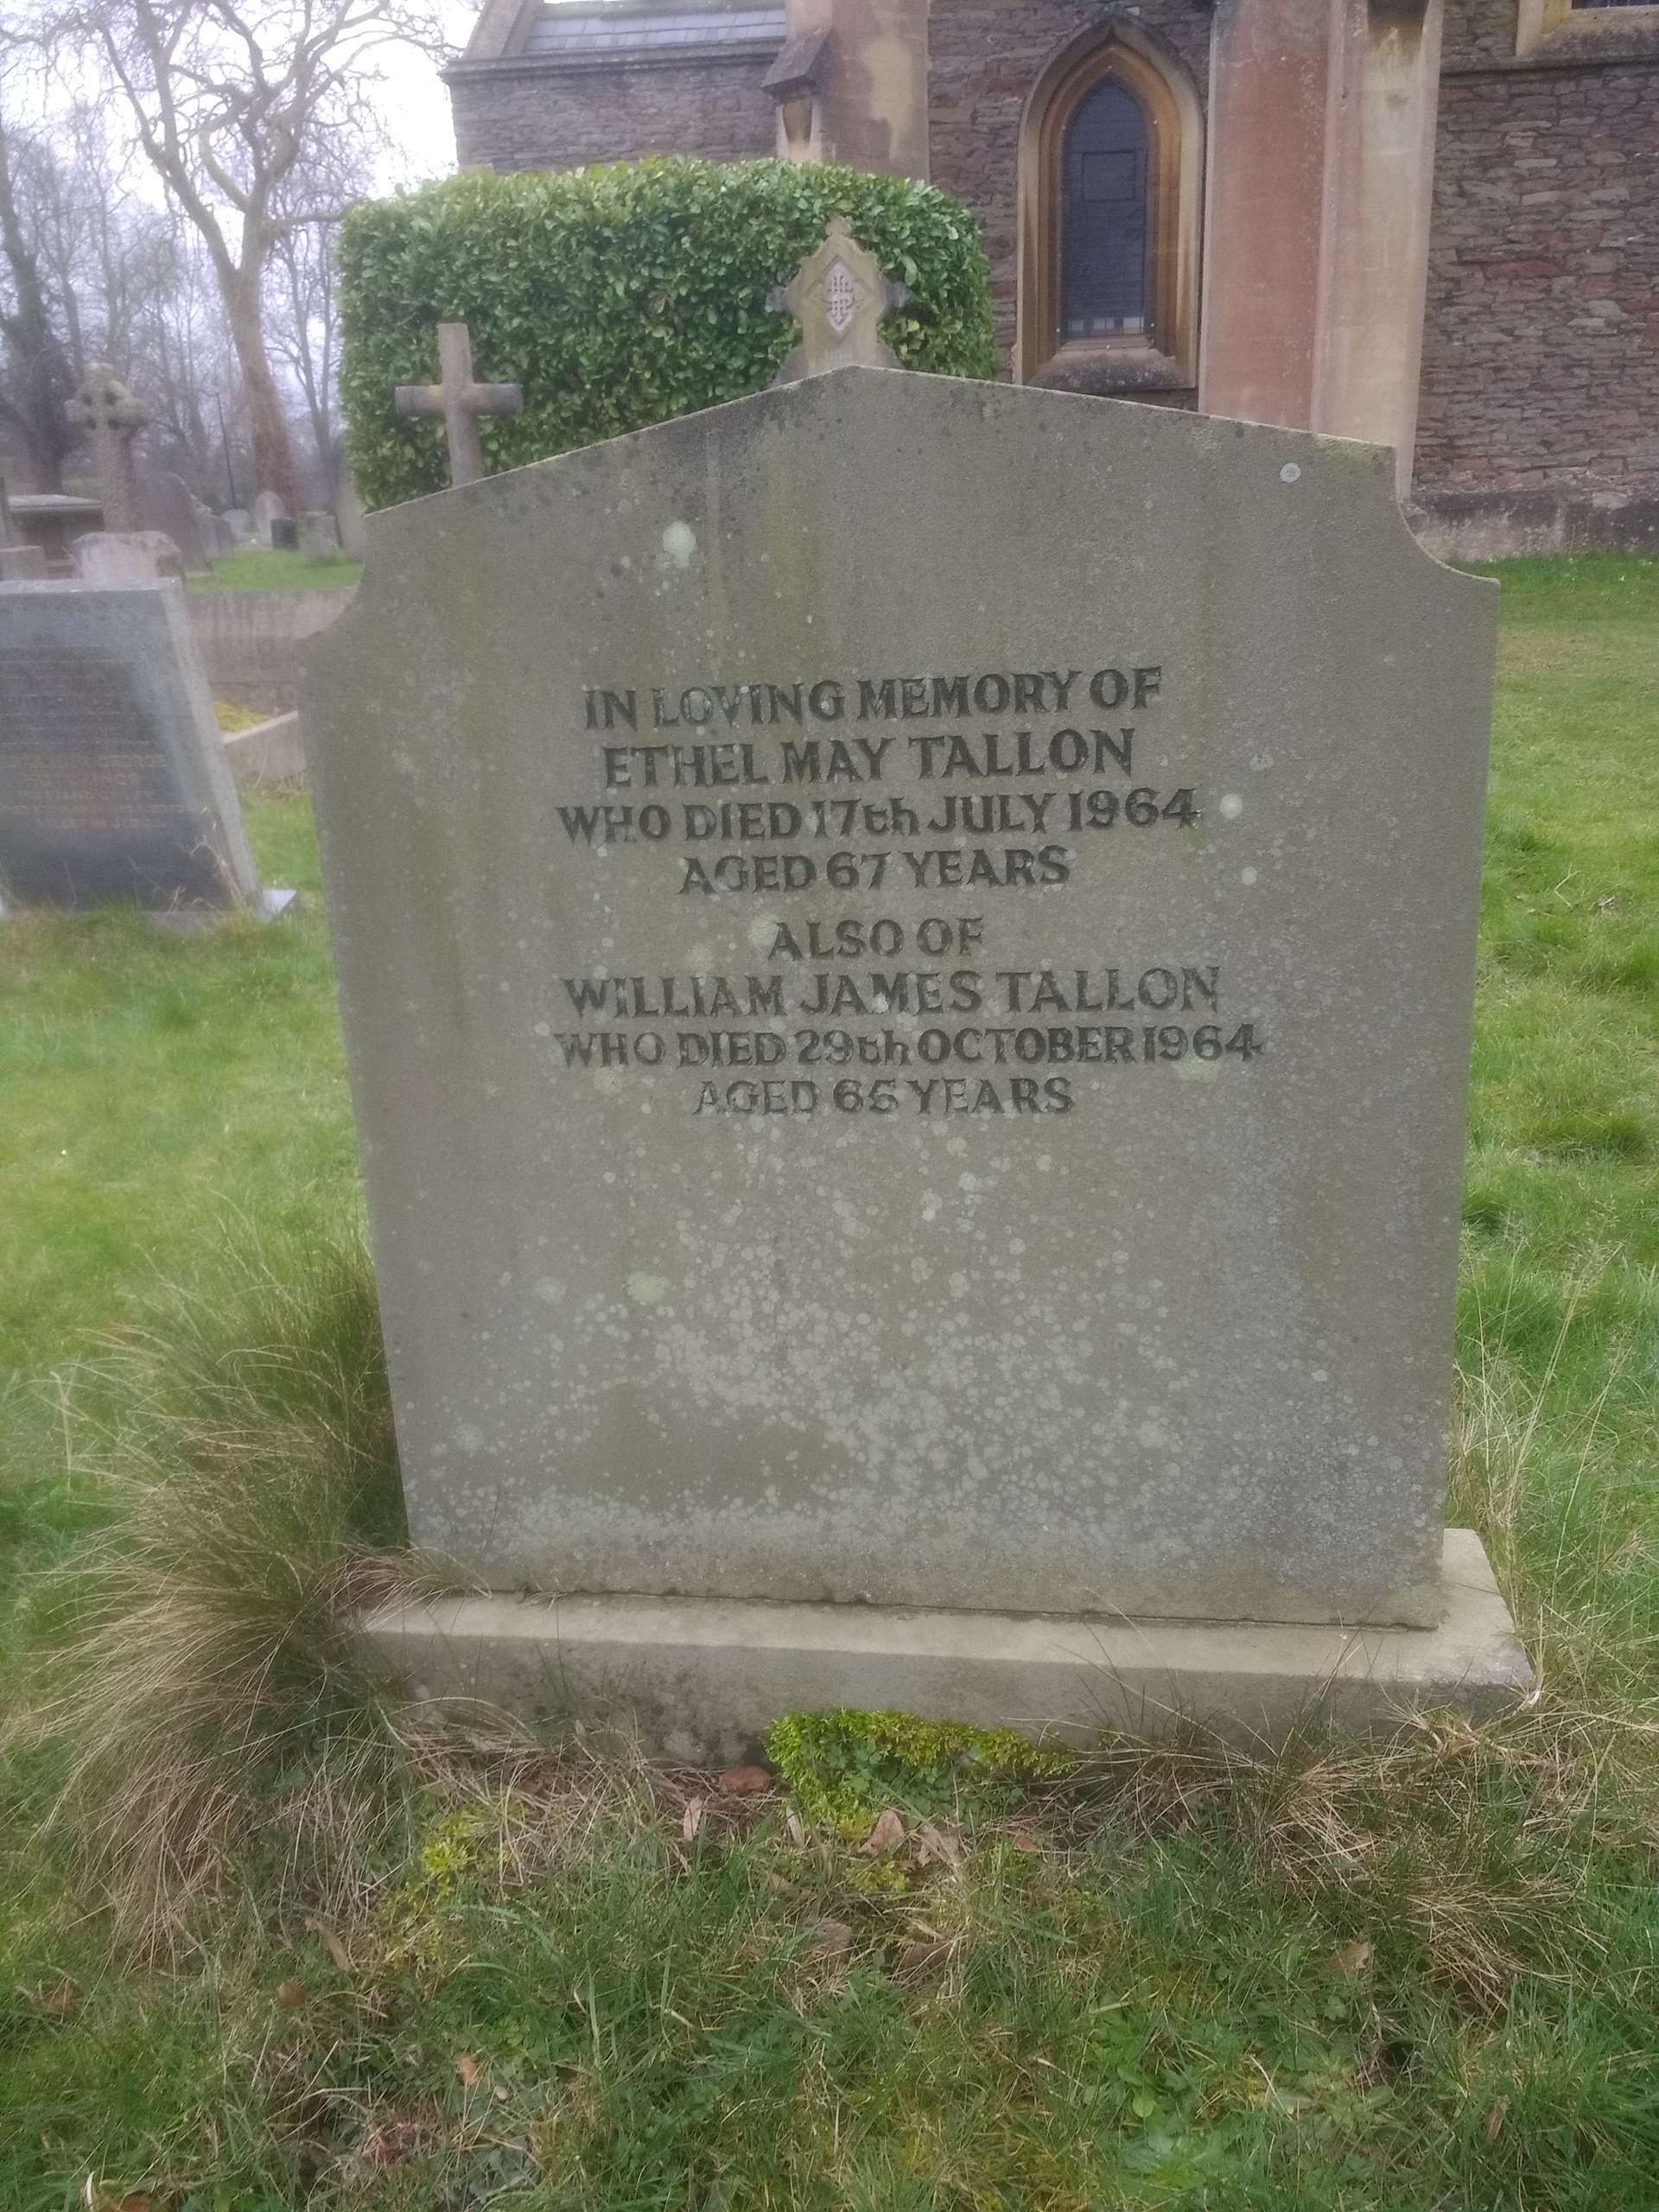 IN LOVING MEMORY OF
ETHEL MAY TALLON
WHO DIED 17th JULY 1964
AGED 67 YEARS
ALSO OF
WILLIAM JAMES TALLON
WHO DIED 29th OCTOBER 1964
AGED YEARS